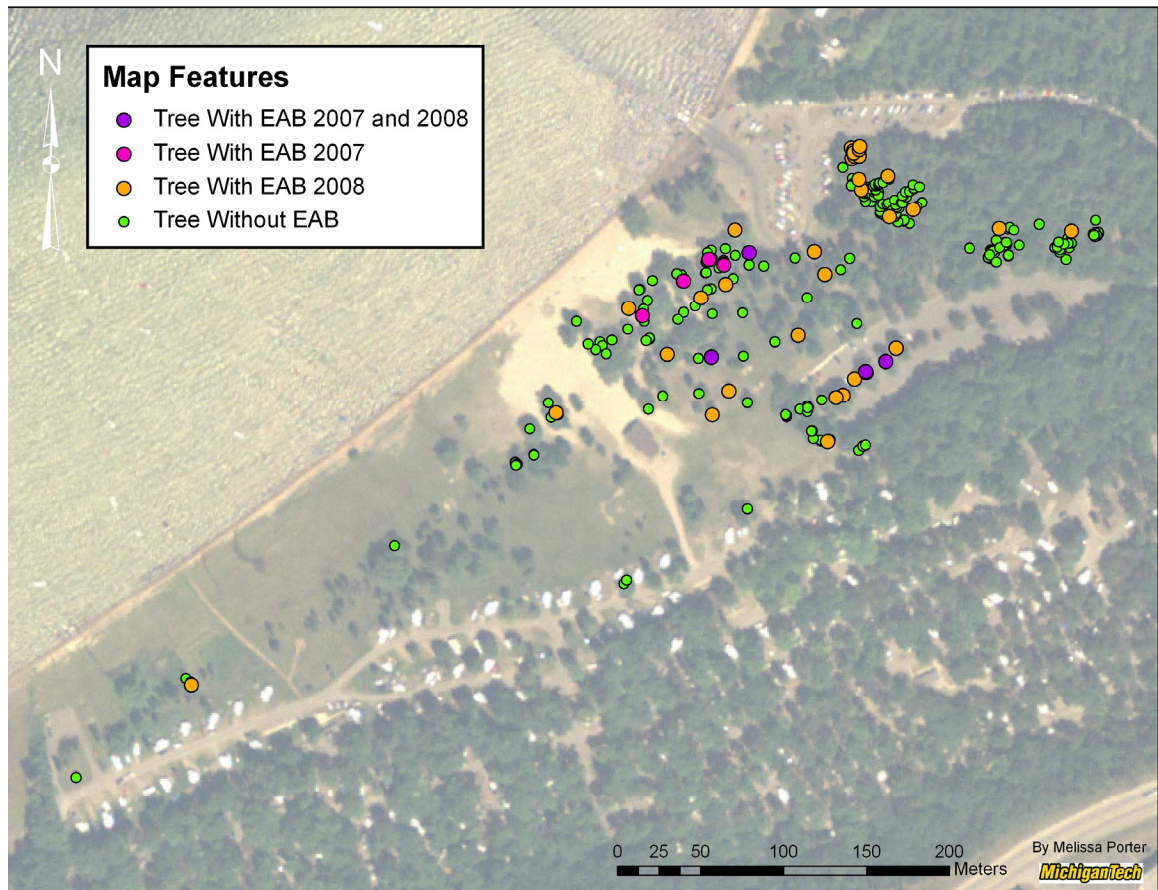 N
Map Features
Tree With EAB 2007 and 2008
Tree With EAB 2007
Tree With EAB 2008
Tree Without EAB
0 25 50 100 150 200
Meters
By Melissa Porter
MichiganTech